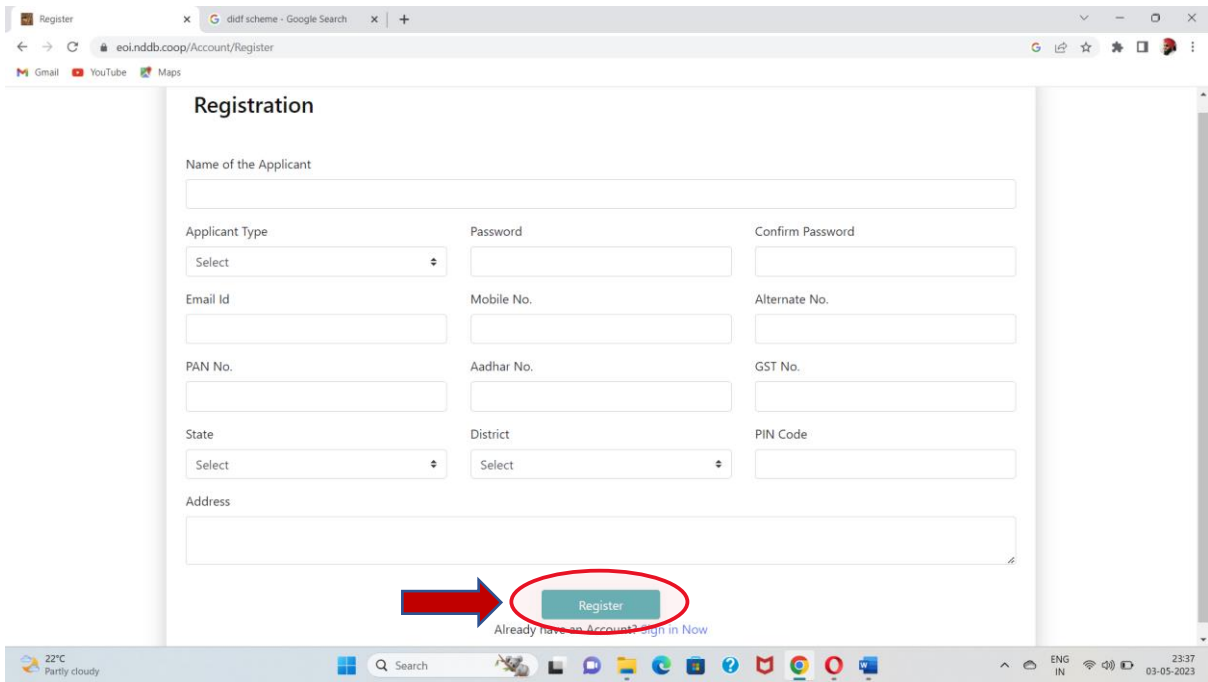 Register
didf scheme - Google Search
eoi.nddb.coop/Account/Register
Gmail YouTube Maps
Registration
Name of the Applicant
Applicant Type Password Confirm Password
Select
Email Id Mobile No. Alternate No.
PAN No. Aadhar No. GST No.
State District PIN Code
Select Select
Address
Register
Already have an Account? Sign in Now
22°C
Partly cloudy
Search
ENG
IN
23:37
03-05-2023